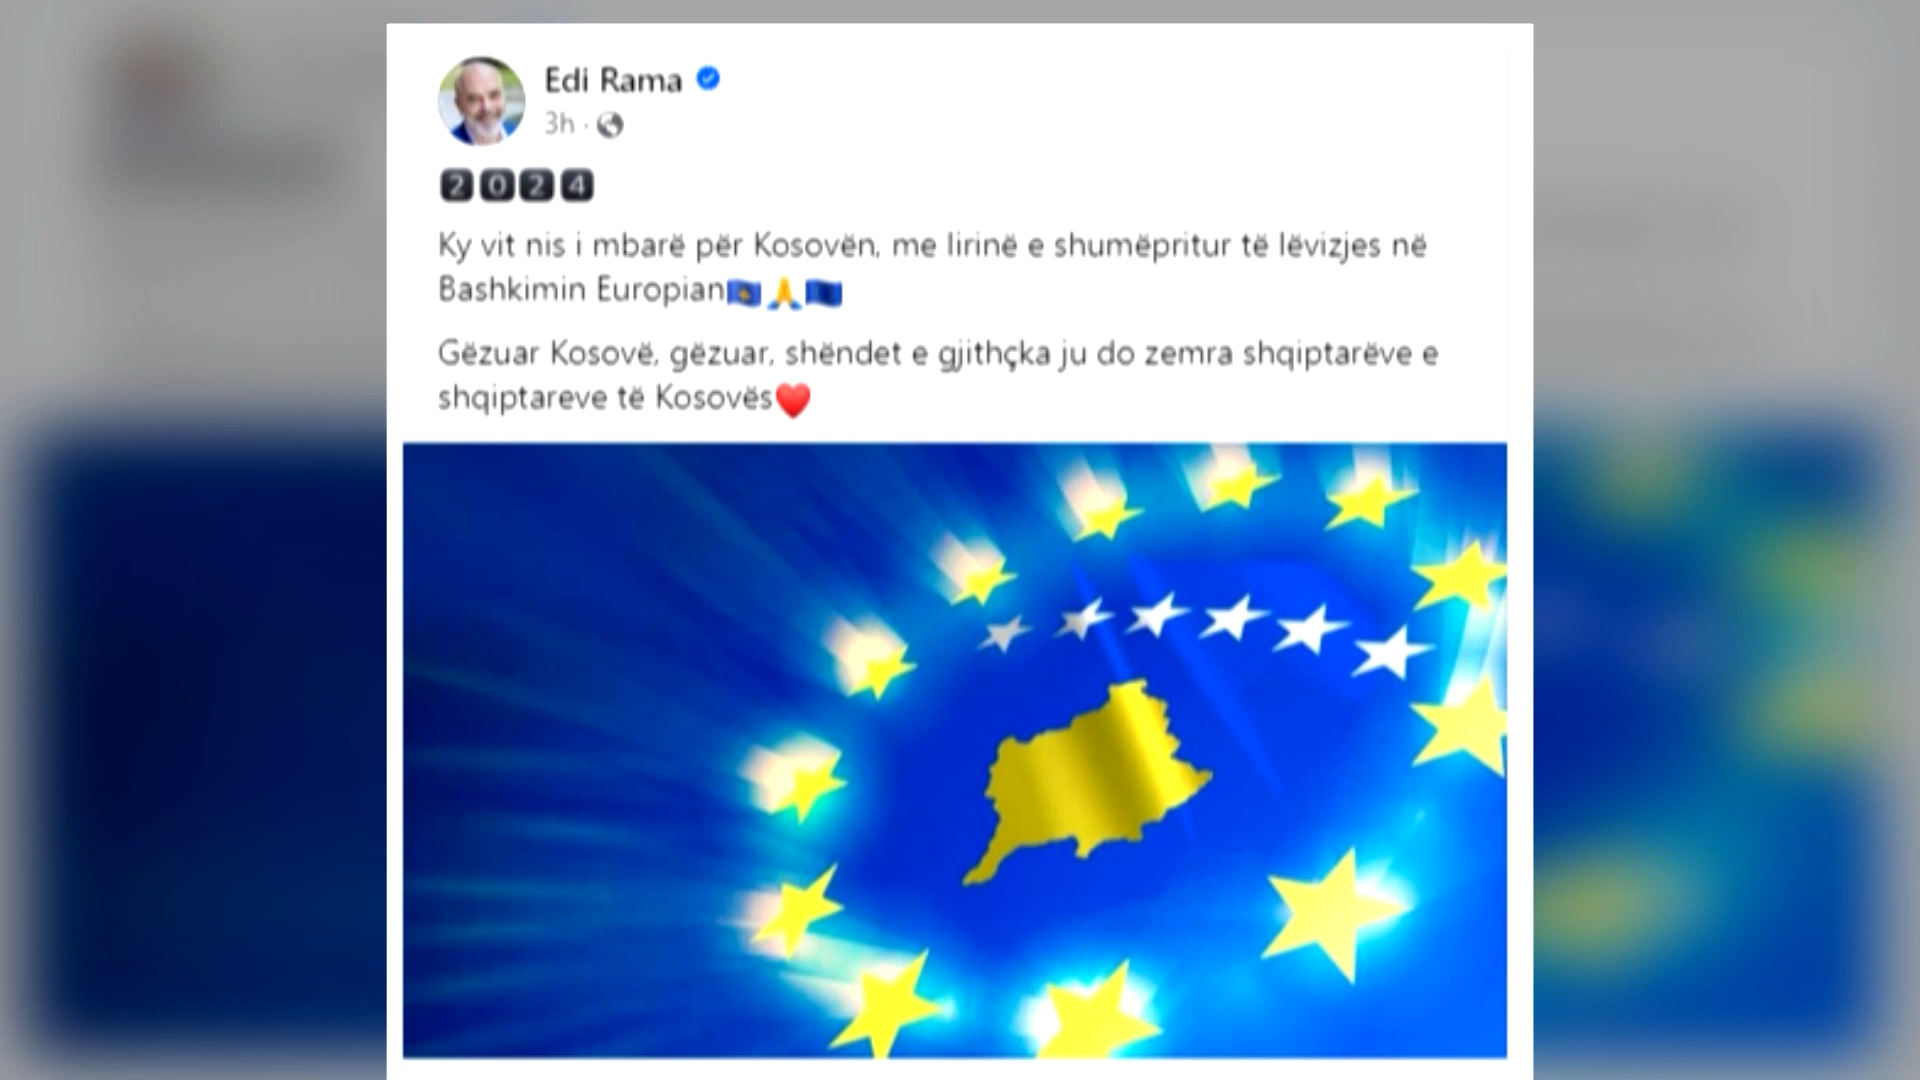 Edi Rama
3h ·
2024
Ky vit nis i mbarë për Kosovën, me lirinë e shumëpritur të lëvizjes në
Bashkimin Europian🇽🇰🙏🇪🇺
Gëzuar Kosovë, gëzuar, shëndet e gjithçka ju do zemra shqiptarëve e
shqiptareve të Kosovës❤️